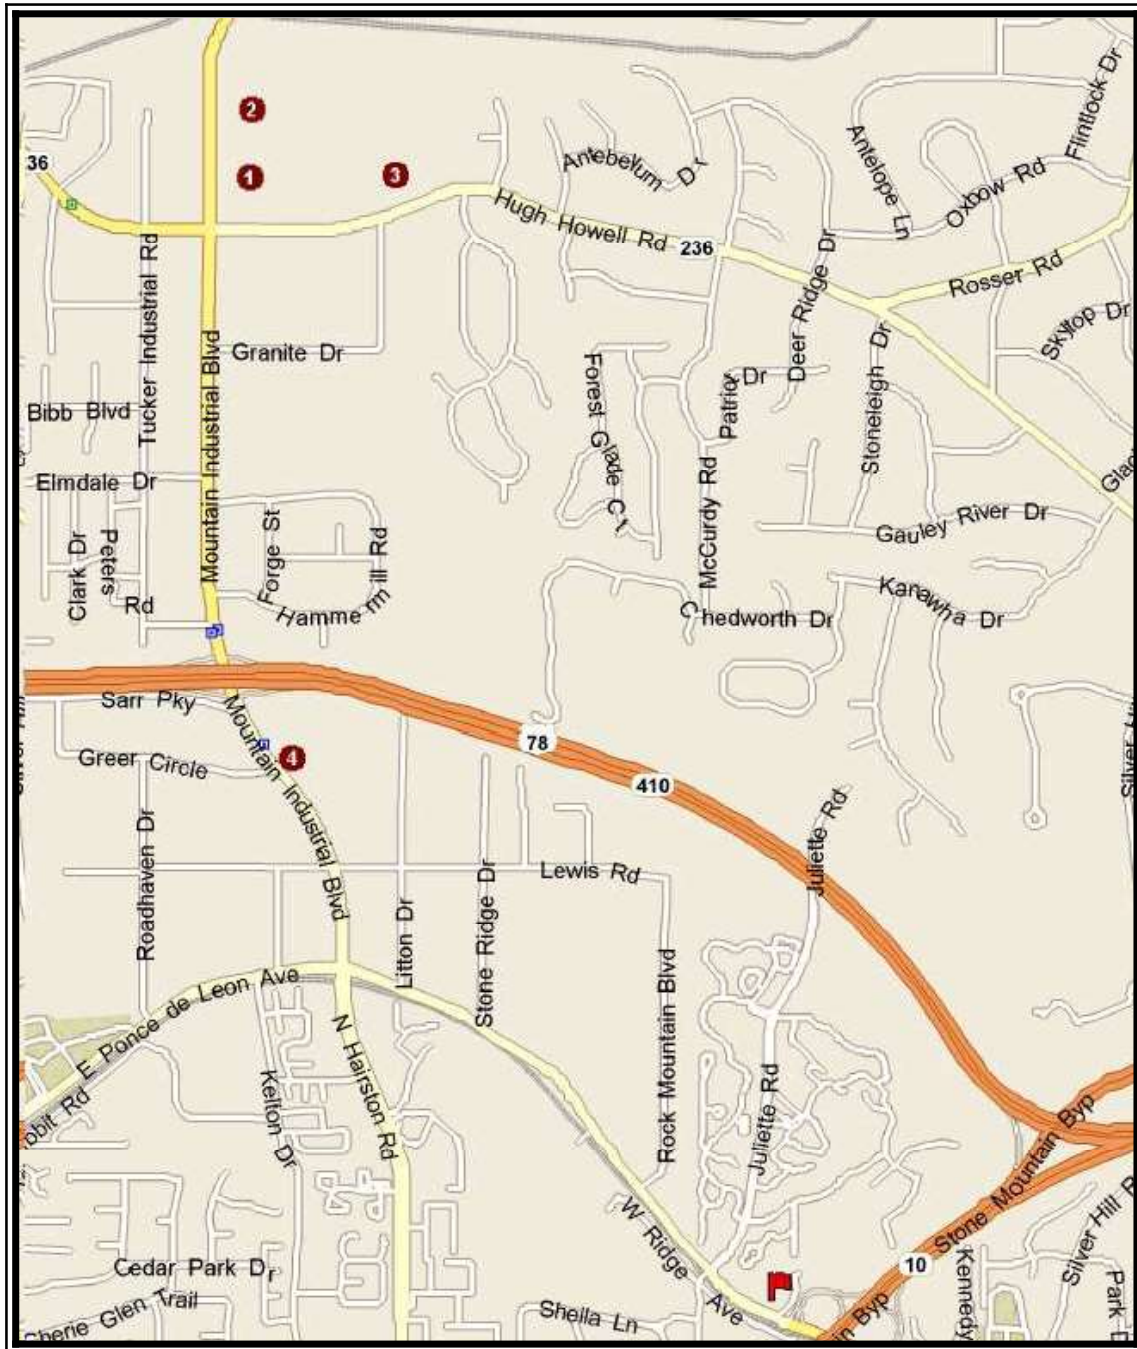 Flintlock Dr
2
36
1
3
Antebellum Dr
Antelope Ln
Oxbow Rd
Hugh Howell Rd
236
Rosser Rd
Tucker Industrial Rd
Mountain Industrial Blvd
Granite Dr
Deer Ridge Dr
Skytop Dr
Forest Glade Ct
Patrix Dr
Stoneleigh Dr
Bibb Blvd
Elmdale Dr
McCurdy Rd
Gauley River Dr
Clark Dr
Peters Rd
Forge St
Hammermill Rd
Chedworth Dr
Kanawha Dr
Sarr Pky
Mountain Industrial Blvd
78
410
4
Greer Circle
Juliette Rd
Roadhaven Dr
Lewis Rd
Litton Dr
Stone Ridge Dr
Rock Mountain Blvd
E Ponce de Leon Ave
N Hairston Rd
Kelton Dr
Juliette Rd
Stone Mountain Byp
W Ridge Ave
10
Silver Hill R
Kennedy
Park D
Cedar Park Dr
Cherie Glen Trail
Sheila Ln
in Byp